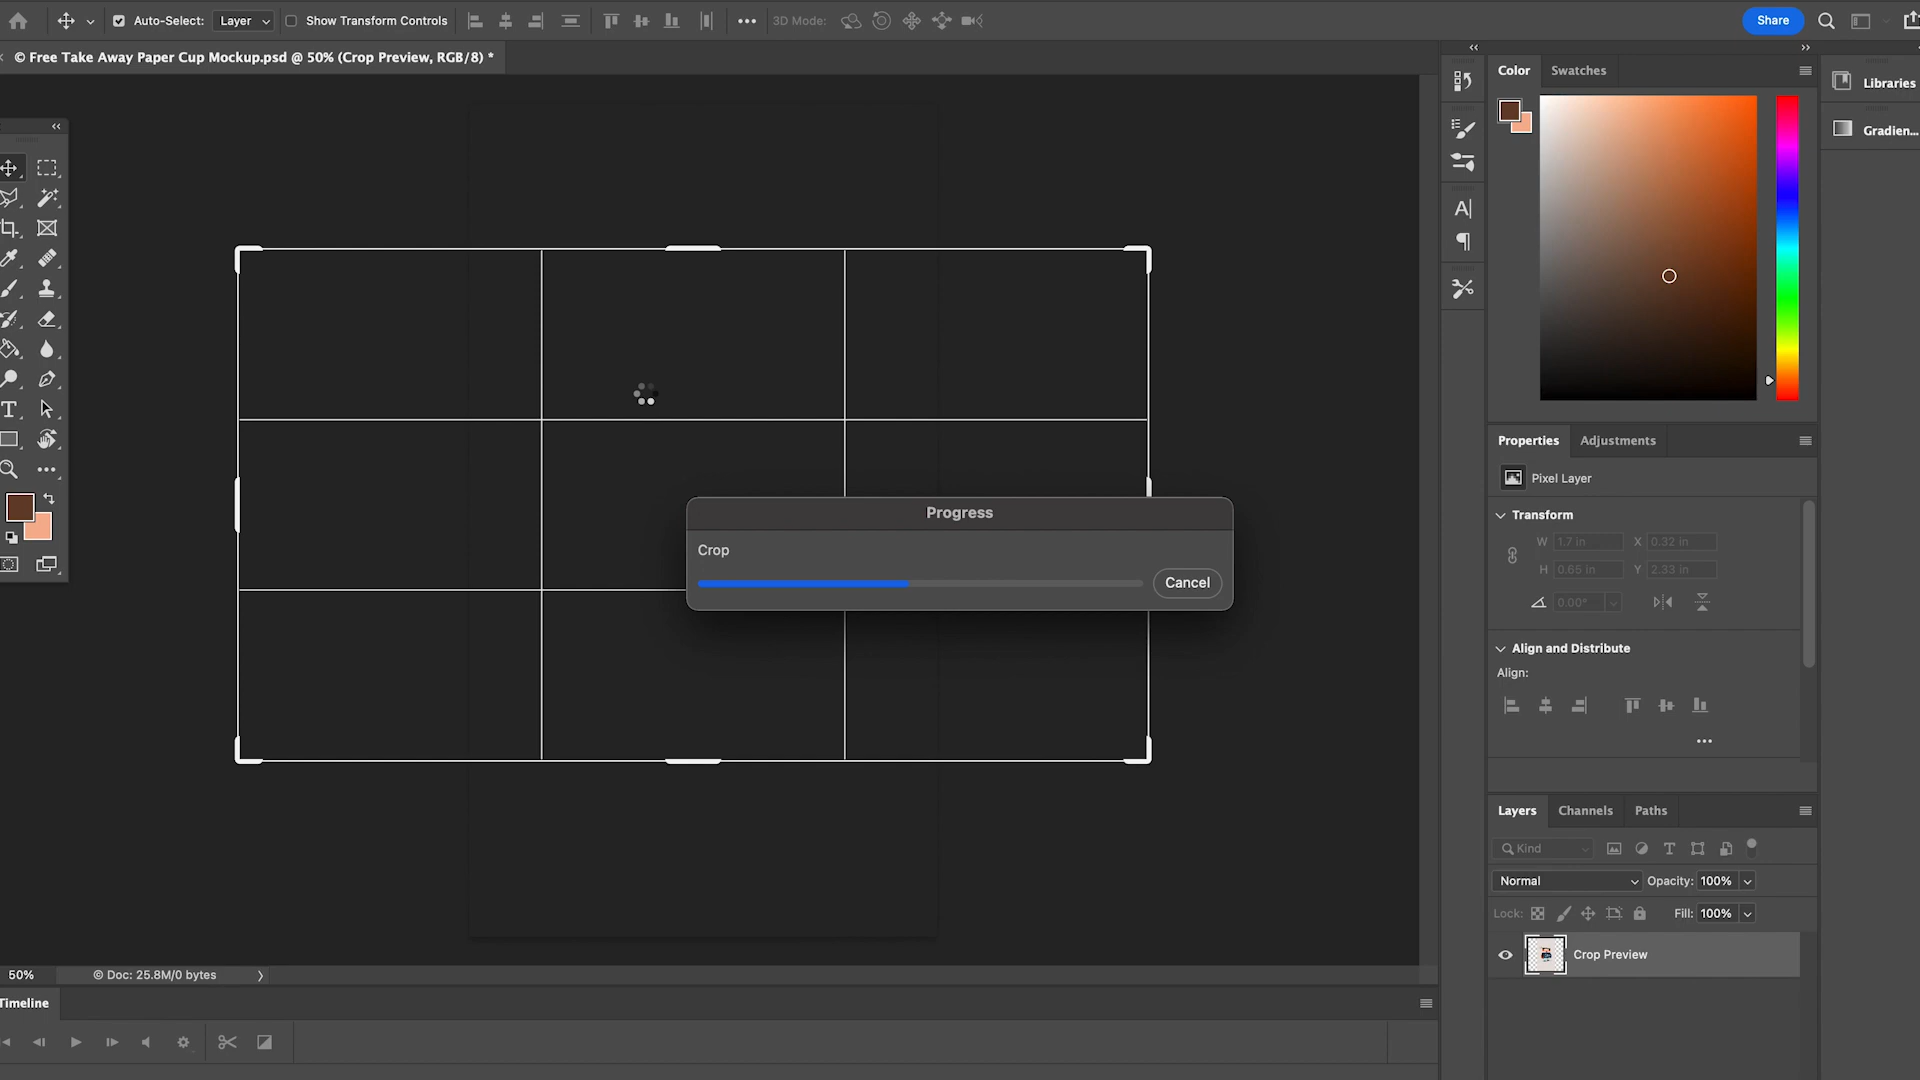 Auto-Select: Layer Show Transform Controls 3D Mode: Share
© Free Take Away Paper Cup Mockup.psd @ 50% (Crop Preview, RGB/8) *
Color Swatches
Libraries
Gradien...
Progress
Crop
Cancel
Properties Adjustments
Pixel Layer
Transform
W 1.7 in X 0.32 in
H 0.65 in Y 2.33 in
0.00°
Align and Distribute
Align:
Layers Channels Paths
Kind
Normal Opacity: 100%
Lock: Fill: 100%
Crop Preview
50% © Doc: 25.8M/0 bytes
Timeline